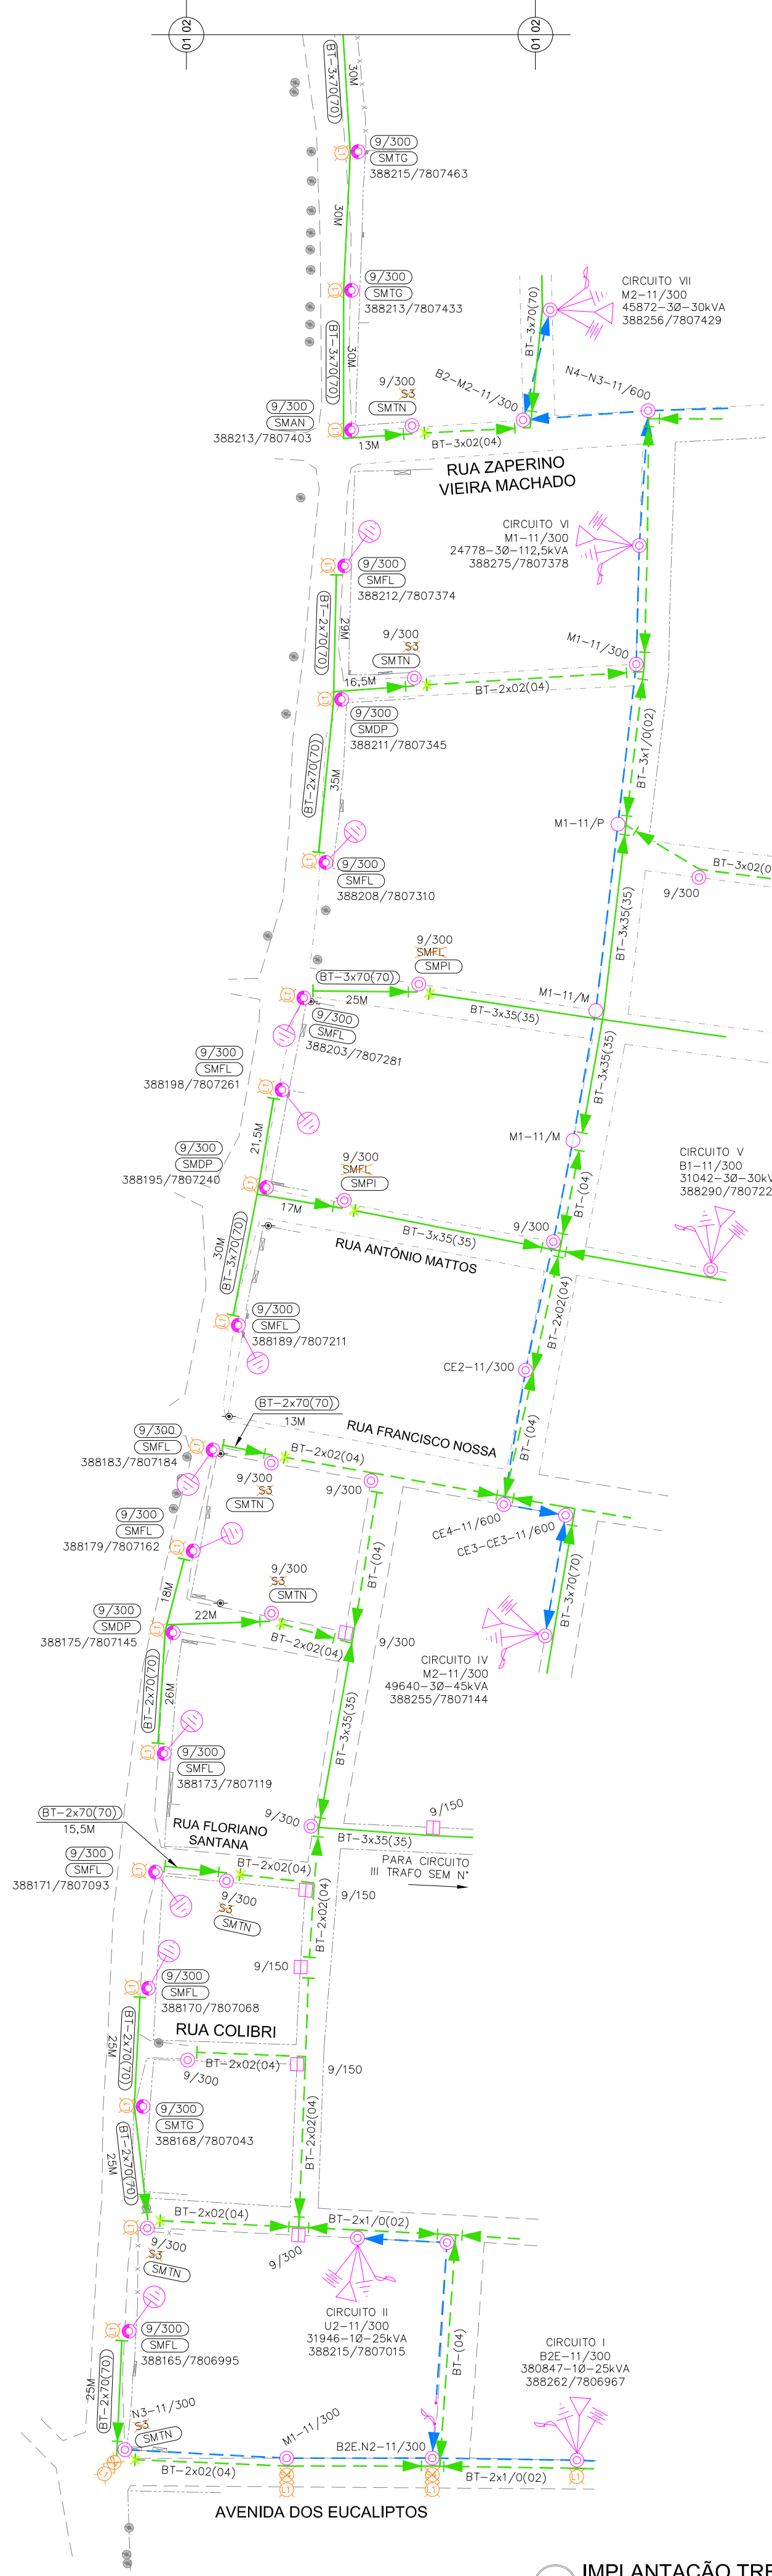 01 02
01 02
BT-3x70(70)
30M
9/300
SMTG
388215/7807463
30M
9/300
SMTG
388213/7807433
BT-3x70(70)
30M
9/300
SMAN
388213/7807403
9/300
S3
SMTN
13M
BT-3x02(04)
B2-M2-11/300
BT-3x70(70)
CIRCUITO VII
M2-11/300
45872-3Ø-30kVA
388256/7807429
N4-N3-11/600
RUA ZAPERINO
VIEIRA MACHADO
CIRCUITO VI
M1-11/300
24778-3Ø-112,5kVA
388275/7807378
9/300
SMFL
388212/7807374
BT-2x70(70)
29M
9/300
S3
SMTN
16,5M
BT-2x02(04)
M1-11/300
9/300
SMDP
388211/7807345
BT-2x70(70)
35M
BT-3x1/0(02)
M1-11/P
9/300
SMFL
388208/7807310
BT-3x02(0
9/300
BT-3x35(35)
9/300
SMFL
SMPI
BT-3x70(70)
25M
BT-3x35(35)
M1-11/M
9/300
SMFL
388203/7807281
9/300
SMFL
388198/7807261
BT-3x35(35)
21,5M
M1-11/M
9/300
SMDP
388195/7807240
9/300
SMFL
SMPI
17M
BT-3x35(35)
BT-(04)
9/300
CIRCUITO V
B1-11/300
31042-3Ø-30kV
388290/780722
RUA ANTÔNIO MATTOS
30M
BT-3x70(70)
9/300
SMFL
388189/7807211
BT-2x02(04)
CE2-11/300
BT-2x70(70)
13M
RUA FRANCISCO NOSSA
BT-(04)
9/300
SMFL
388183/7807184
BT-2x02(04)
9/300
S3
SMTN
9/300
CE4-11/600
CE3-CE3-11/600
9/300
SMFL
388179/7807162
BT-(04)
BT-3x70(70)
18M
9/300
S3
SMTN
9/300
SMDP
388175/7807145
22M
BT-2x02(04)
9/300
CIRCUITO IV
M2-11/300
49640-3Ø-45kVA
388255/7807144
BT-2x70(70)
26M
BT-3x35(35)
9/300
SMFL
388173/7807119
BT-2x70(70)
15,5M
RUA FLORIANO
SANTANA
9/300
9/150
BT-3x35(35)
PARA CIRCUITO
III TRAFO SEM N°
9/300
SMFL
388171/7807093
BT-2x02(04)
9/300
S3
SMTN
9/150
BT-2x02(04)
9/150
9/300
SMFL
388170/7807068
RUA COLIBRI
BT-2x70(70)
25M
BT-2x02(04)
9/300
9/150
9/300
SMTG
388168/7807043
BT-2x70(70)
25M
BT-2x02(04)
BT-2x02(04)
BT-2x1/0(02)
9/300
S3
SMTN
9/300
CIRCUITO II
U2-11/300
31946-1Ø-25kVA
388215/7807015
9/300
SMFL
388165/7806995
BT-(04)
CIRCUITO I
B2E-11/300
380847-1Ø-25kVA
388262/7806967
25M
BT-2x70(70)
N3-11/300
S3
SMTN
M1-11/300
B2E.N2-11/300
BT-2x02(04)
BT-2x1/0(02)
L1
L1
L1
AVENIDA DOS EUCALIPTOS
IMPLANTAÇÃO TRE